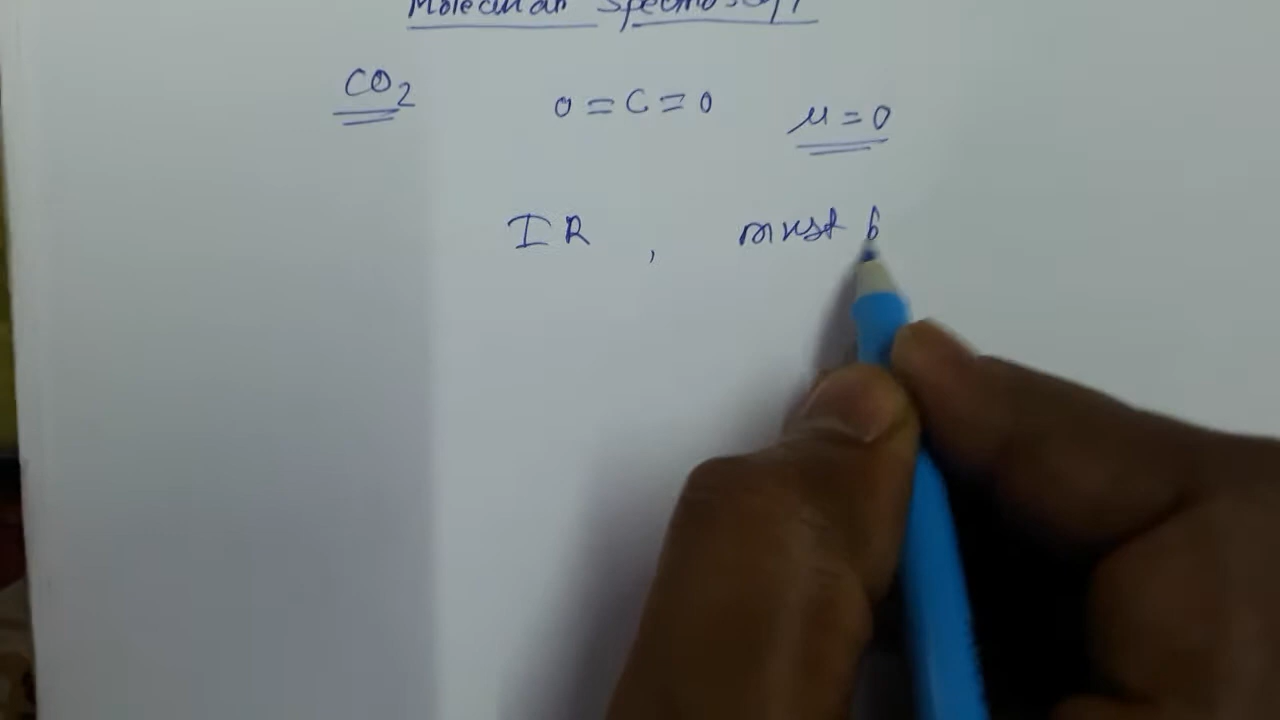 Molecular Spectroscopy
CO2 O=C=O μ=0
IR , must b